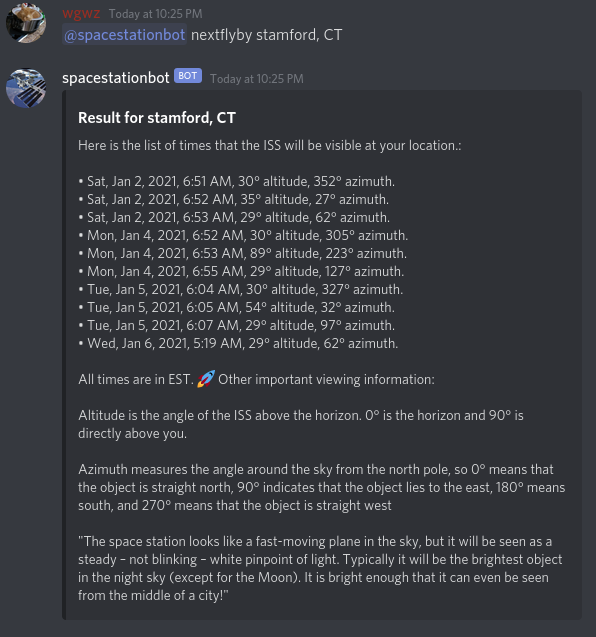 wgwz Today at 10:25 PM
@spacestationbot nextflyby stamford, CT
spacestationbot BOT Today at 10:25 PM
Result for stamford, CT
Here is the list of times that the ISS will be visible at your location.:
• Sat, Jan 2, 2021, 6:51 AM, 30° altitude, 352° azimuth.
• Sat, Jan 2, 2021, 6:52 AM, 35° altitude, 27° azimuth.
• Sat, Jan 2, 2021, 6:53 AM, 29° altitude, 62° azimuth.
• Mon, Jan 4, 2021, 6:52 AM, 30° altitude, 305° azimuth.
• Mon, Jan 4, 2021, 6:53 AM, 89° altitude, 223° azimuth.
• Mon, Jan 4, 2021, 6:55 AM, 29° altitude, 127° azimuth.
• Tue, Jan 5, 2021, 6:04 AM, 30° altitude, 327° azimuth.
• Tue, Jan 5, 2021, 6:05 AM, 54° altitude, 32° azimuth.
• Tue, Jan 5, 2021, 6:07 AM, 29° altitude, 97° azimuth.
• Wed, Jan 6, 2021, 5:19 AM, 29° altitude, 62° azimuth.
All times are in EST. 🚀 Other important viewing information:
Altitude is the angle of the ISS above the horizon. 0° is the horizon and 90° is
directly above you.
Azimuth measures the angle around the sky from the north pole, so 0° means that
the object is straight north, 90° indicates that the object lies to the east, 180° means
south, and 270° means that the object is straight west
"The space station looks like a fast-moving plane in the sky, but it will be seen as a
steady – not blinking – white pinpoint of light. Typically it will be the brightest object
in the night sky (except for the Moon). It is bright enough that it can even be seen
from the middle of a city!"